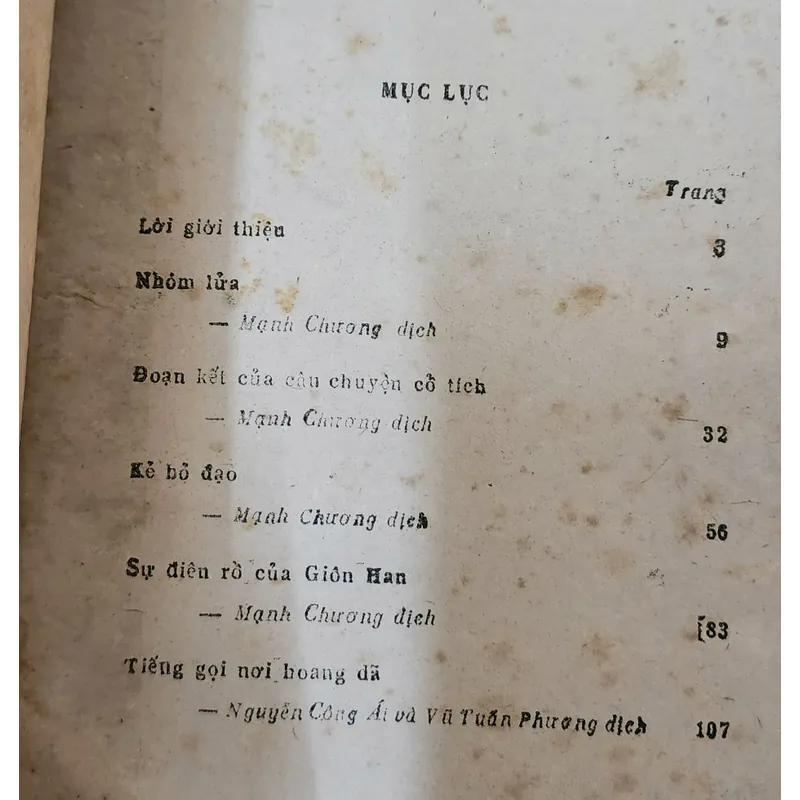 MỤC LỤC
Trang
Lời giới thiệu 3
Nhóm lửa
— Mạnh Chương dịch 9
Đoạn kết của câu chuyện cổ tích
— Mạnh Chương dịch 32
Kẻ bỏ đạo
— Mạnh Chương dịch 56
Sự điên rồ của Giôn Han
— Mạnh Chương dịch [83
Tiếng gọi nơi hoang dã
— Nguyễn Công Ái và Vũ Tuấn Phương dịch 107